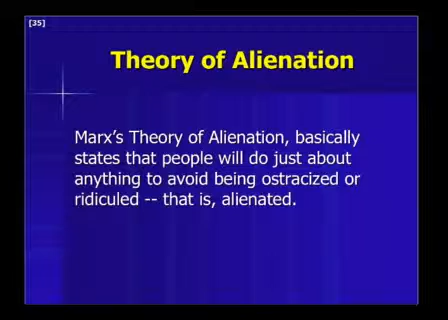 [35]
Theory of Alienation
Marx's Theory of Alienation, basically
states that people will do just about
anything to avoid being ostracized or
ridiculed -- that is, alienated.